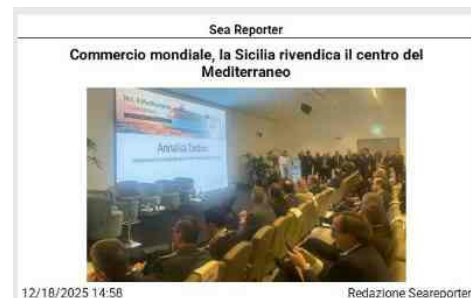 Sea Reporter
Commercio mondiale, la Sicilia rivendica il centro del
Mediterraneo
Annalisa Tardino
12/18/2025 14:58
Redazione Seareporter